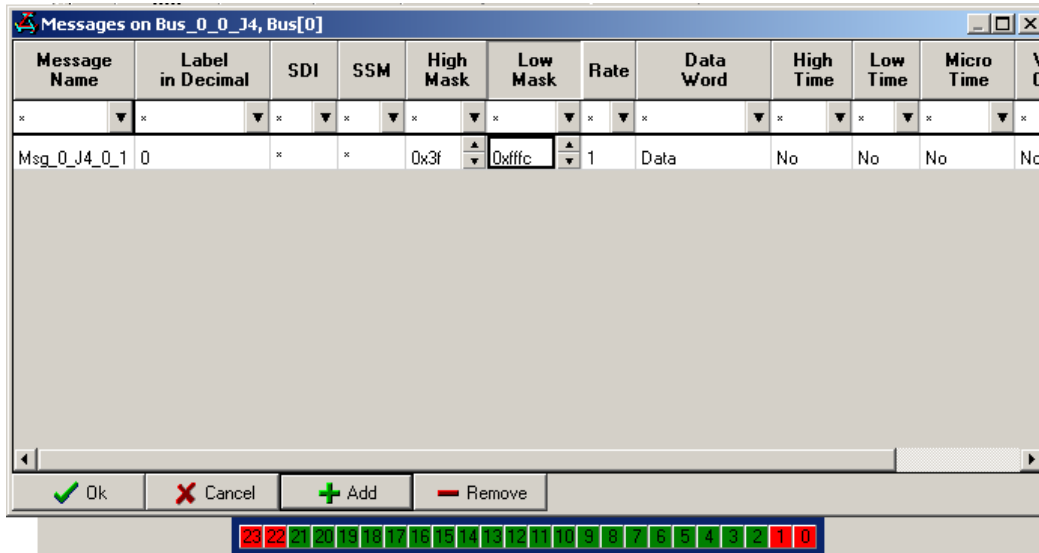 Messages on Bus_0_0_J4, Bus[0]
Message Name Label in Decimal SDI SSM High Mask Low Mask Rate Data Word High Time Low Time Micro Time
* * * * * * * * * * * *
Msg_0_J4_0_1 0 * * 0x3f 0xfffc 1 Data No No No No
Ok Cancel Add Remove
23 22 21 20 19 18 17 16 15 14 13 12 11 10 9 8 7 6 5 4 3 2 1 0